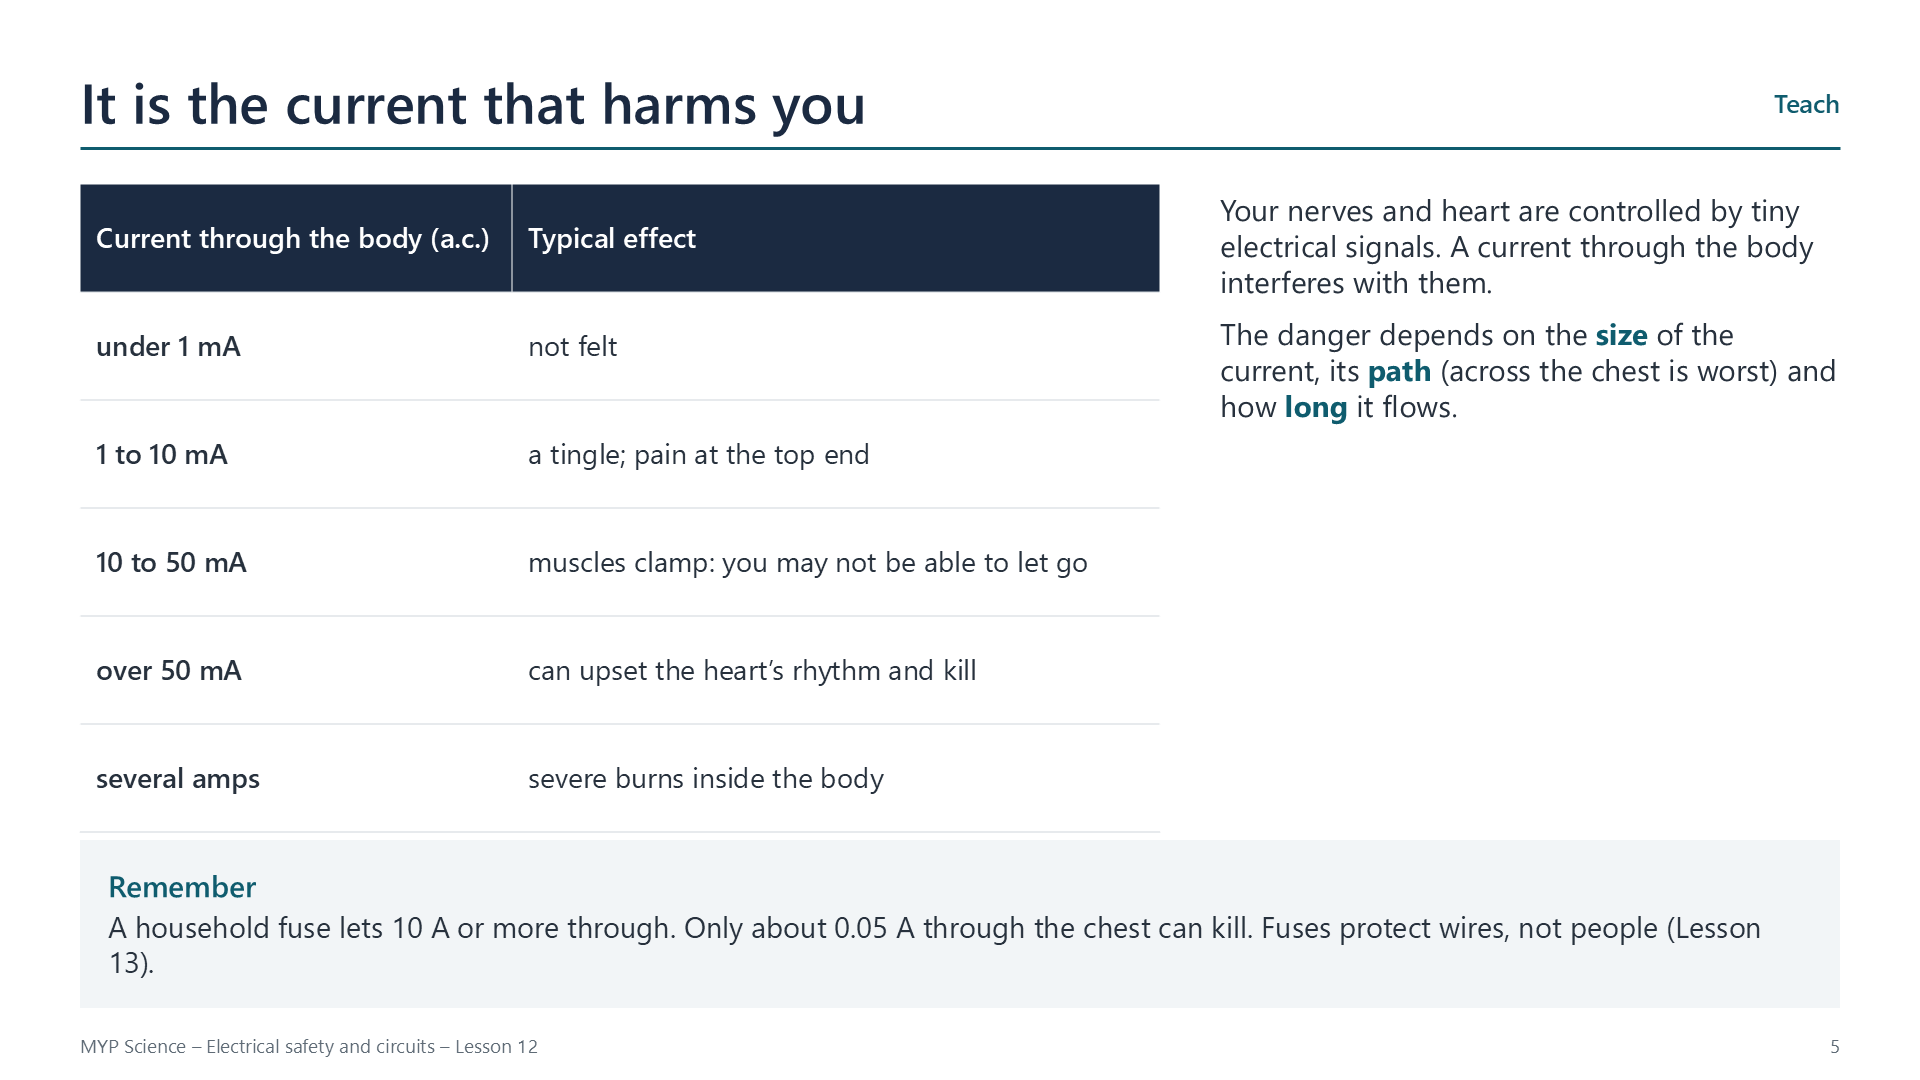 It is the current that harms you
Teach
Current through the body (a.c.) Typical effect
under 1 mA not felt
1 to 10 mA a tingle; pain at the top end
10 to 50 mA muscles clamp: you may not be able to let go
over 50 mA can upset the heart’s rhythm and kill
several amps severe burns inside the body
Your nerves and heart are controlled by tiny
electrical signals. A current through the body
interferes with them.
The danger depends on the size of the
current, its path (across the chest is worst) and
how long it flows.
Remember
A household fuse lets 10 A or more through. Only about 0.05 A through the chest can kill. Fuses protect wires, not people (Lesson
13).
MYP Science – Electrical safety and circuits – Lesson 12
5